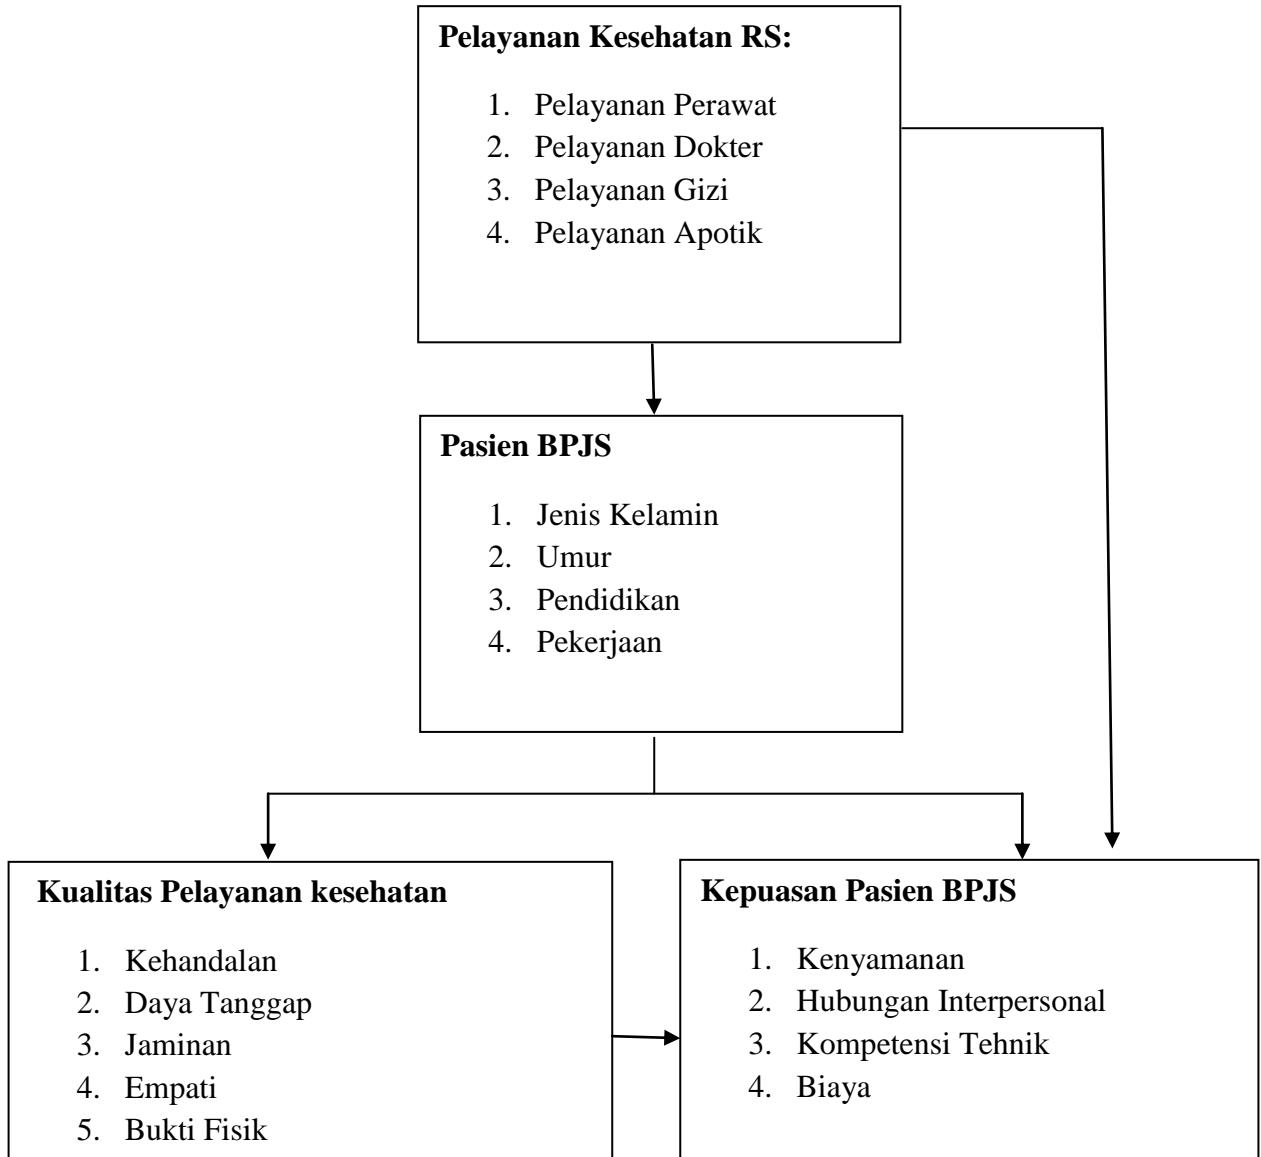 Pelayanan Kesehatan RS:
1. Pelayanan Perawat
2. Pelayanan Dokter
3. Pelayanan Gizi
4. Pelayanan Apotik
Pasien BPJS
1. Jenis Kelamin
2. Umur
3. Pendidikan
4. Pekerjaan
Kualitas Pelayanan kesehatan
1. Kehandalan
2. Daya Tanggap
3. Jaminan
4. Empati
5. Bukti Fisik
Kepuasan Pasien BPJS
1. Kenyamanan
2. Hubungan Interpersonal
3. Kompetensi Tehnik
4. Biaya